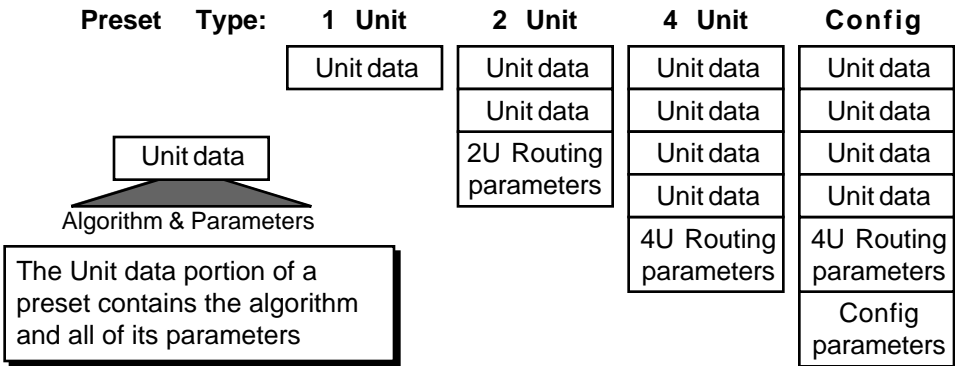 Preset Type: 1 Unit 2 Unit 4 Unit Config
Unit data Unit data Unit data Unit data
Unit data Unit data Unit data
Unit data 2U Routing Unit data Unit data
parameters Unit data Unit data
Algorithm & Parameters
4U Routing 4U Routing
parameters parameters
The Unit data portion of a
preset contains the algorithm
and all of its parameters
Config
parameters